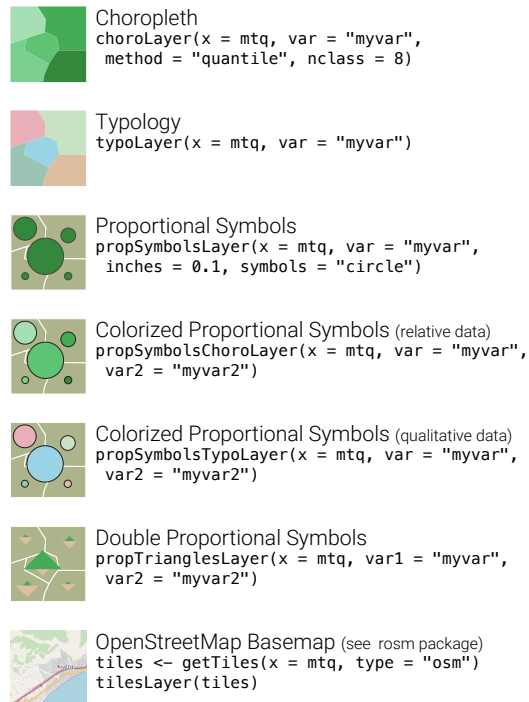 Choropleth
choroLayer(x = mtq, var = "myvar",
method = "quantile", nclass = 8)
Typology
typoLayer(x = mtq, var = "myvar")
Proportional Symbols
propSymbolsLayer(x = mtq, var = "myvar",
inches = 0.1, symbols = "circle")
Colorized Proportional Symbols (relative data)
propSymbolsChoroLayer(x = mtq, var = "myvar",
var2 = "myvar2")
Colorized Proportional Symbols (qualitative data)
propSymbolsTypoLayer(x = mtq, var = "myvar",
var2 = "myvar2")
Double Proportional Symbols
propTrianglesLayer(x = mtq, var1 = "myvar",
var2 = "myvar2")
OpenStreetMap Basemap (see rosm package)
tiles <- getTiles(x = mtq, type = "osm")
tilesLayer(tiles)